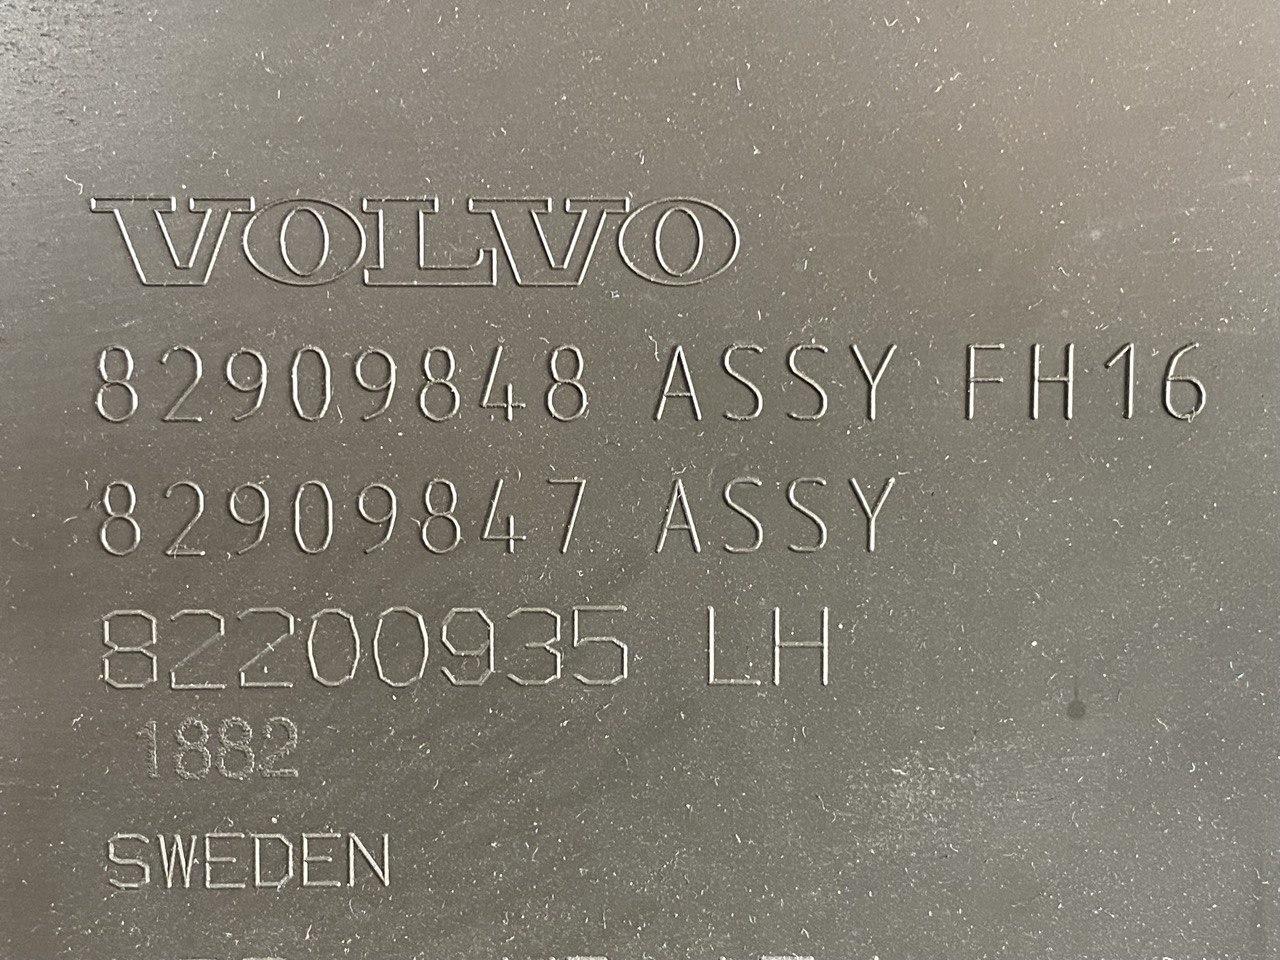 VOLVO
82909848 ASSY FH16
82909847 ASSY
82200935 LH
1882
SWEDEN